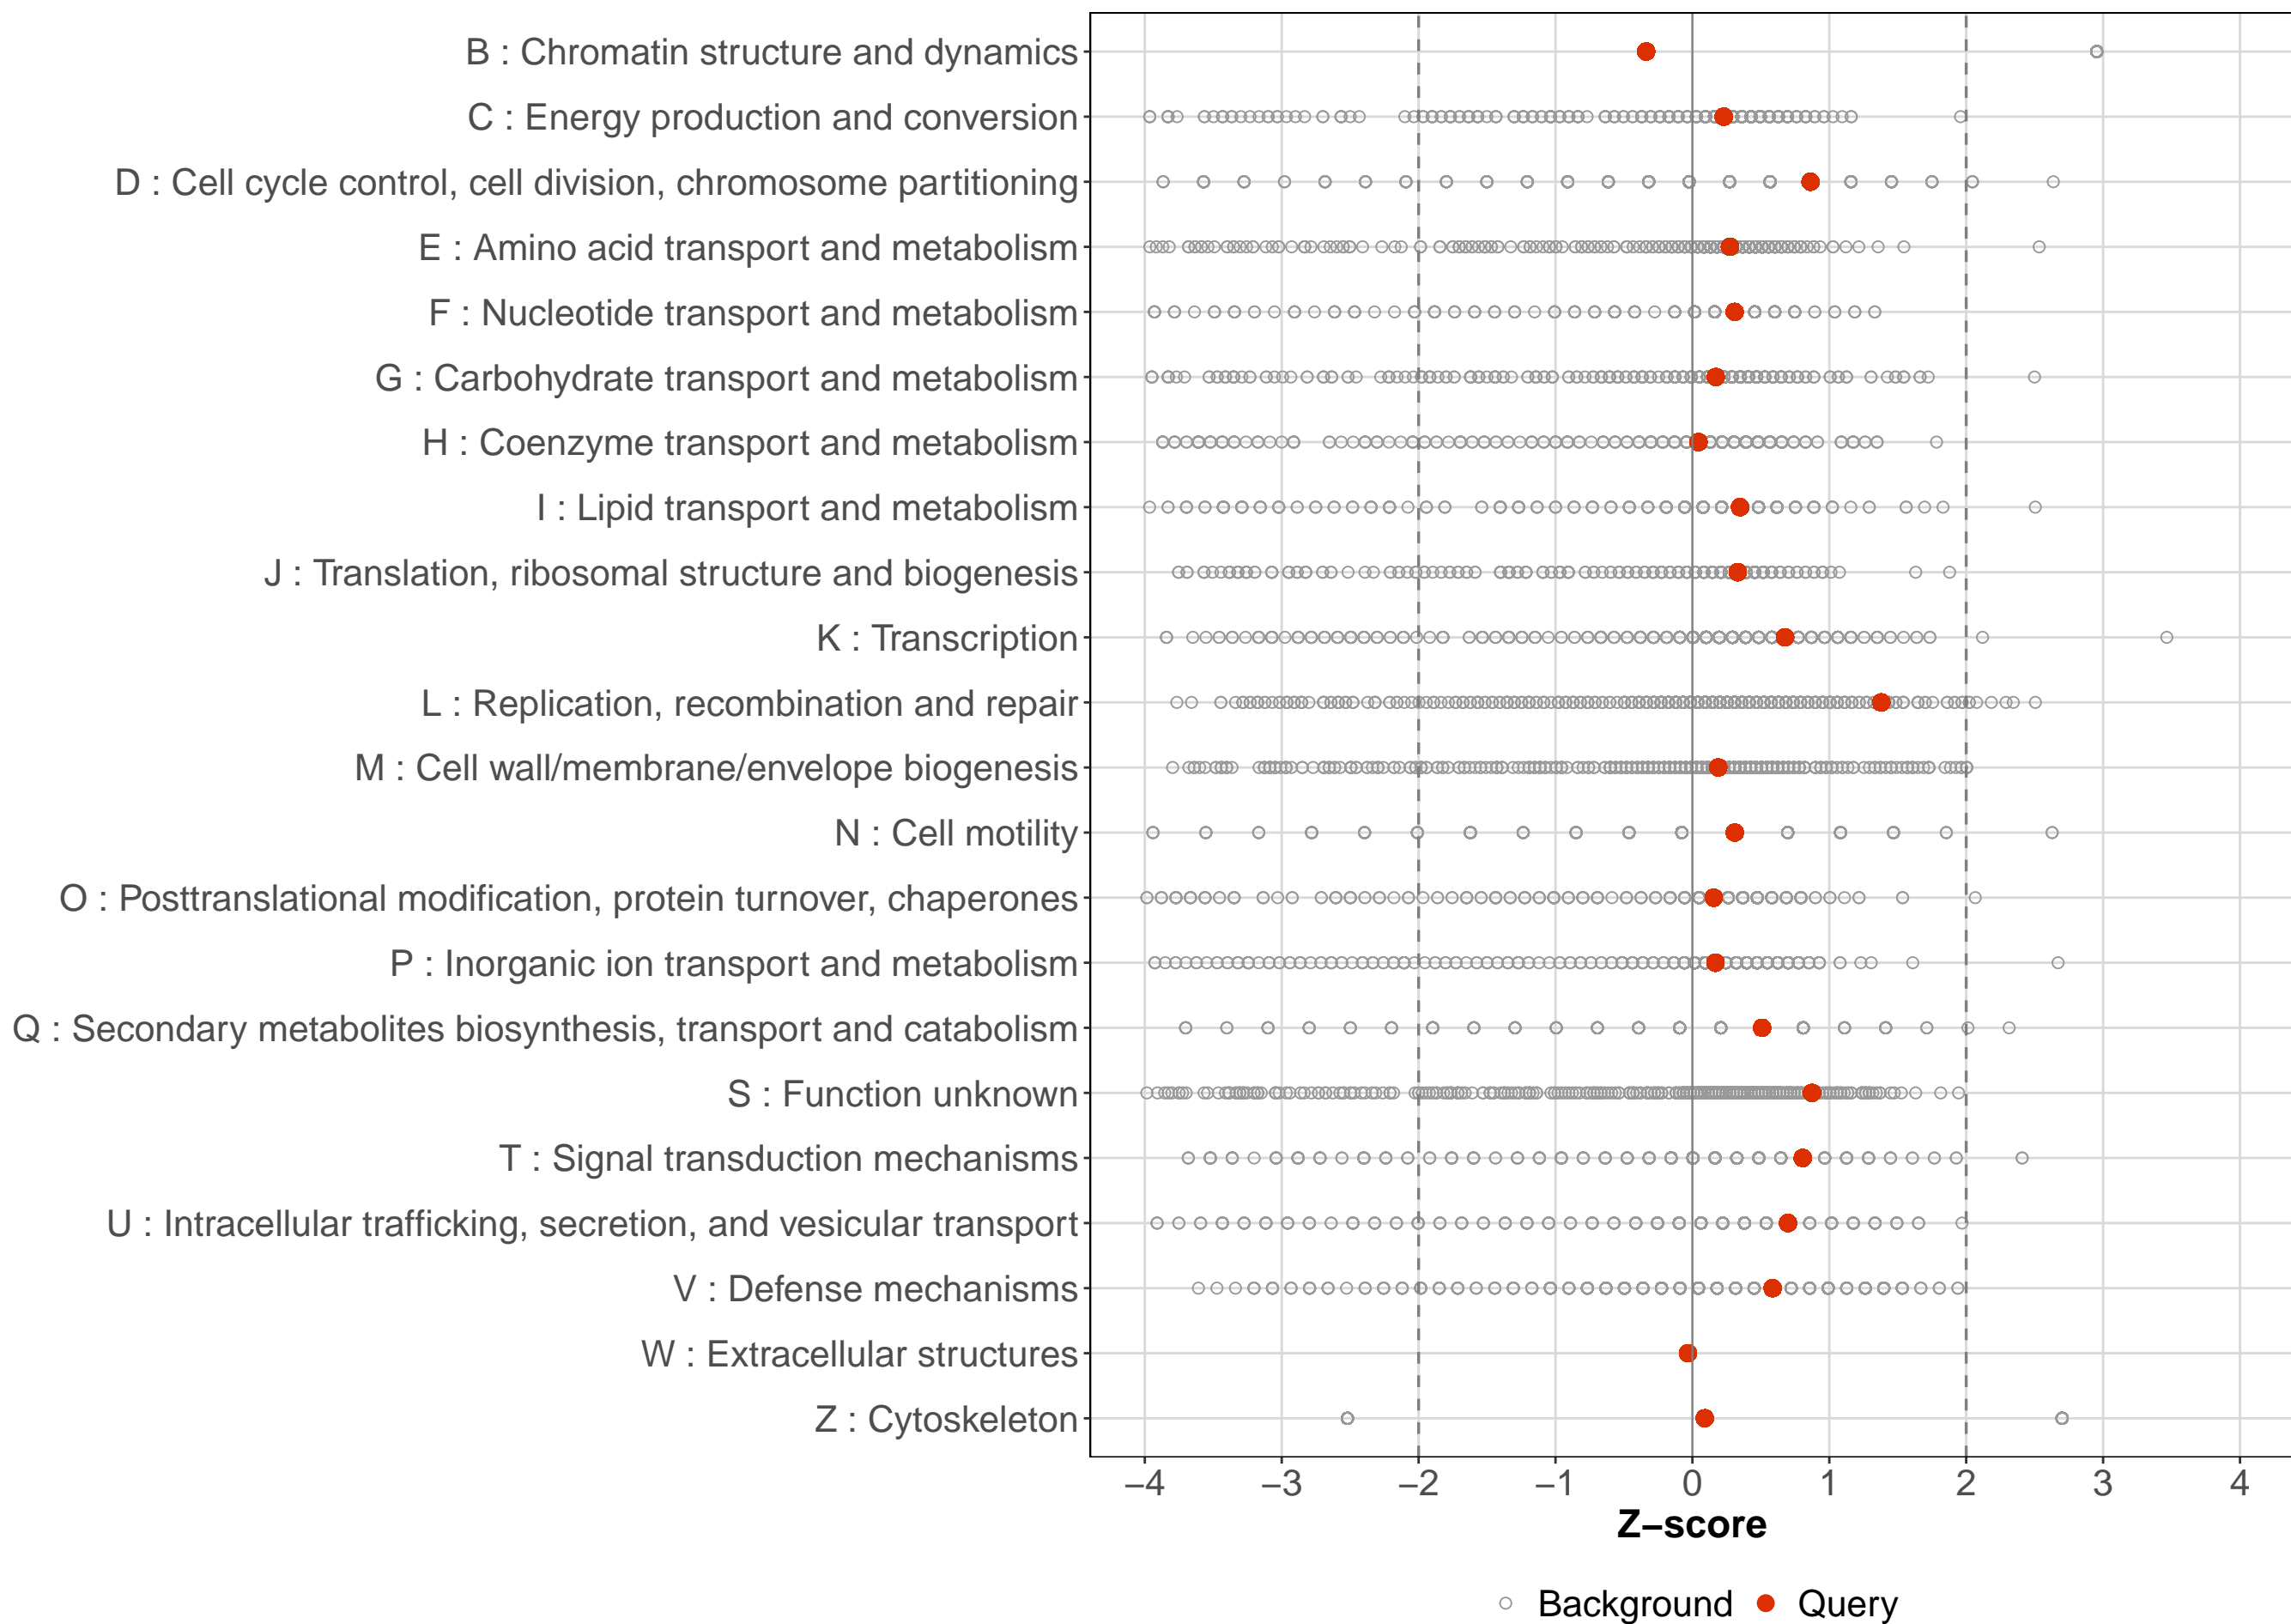 B : Chromatin structure and dynamics
C : Energy production and conversion
D : Cell cycle control, cell division, chromosome partitioning
E : Amino acid transport and metabolism
F : Nucleotide transport and metabolism
G : Carbohydrate transport and metabolism
H : Coenzyme transport and metabolism
I : Lipid transport and metabolism
J : Translation, ribosomal structure and biogenesis
K : Transcription
L : Replication, recombination and repair
M : Cell wall/membrane/envelope biogenesis
N : Cell motility
O : Posttranslational modification, protein turnover, chaperones
P : Inorganic ion transport and metabolism
Q : Secondary metabolites biosynthesis, transport and catabolism
S : Function unknown
T : Signal transduction mechanisms
U : Intracellular trafficking, secretion, and vesicular transport
V : Defense mechanisms
W : Extracellular structures
Z : Cytoskeleton
−4 −3 −2 −1 0 1 2 3 4
Z−score
Background Query